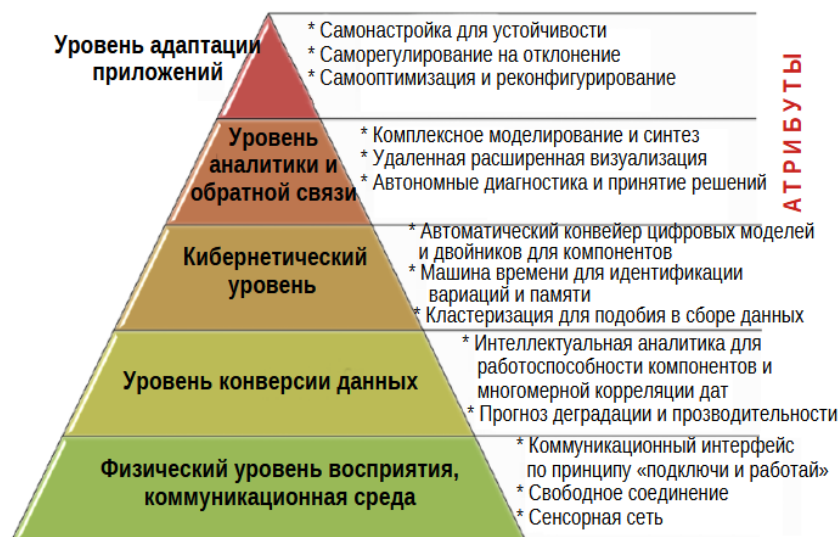 Уровень адаптации
приложений
* Самонастройка для устойчивости
* Саморегулирование на отклонение
* Самооптимизация и реконфигурирование
АТРИБУТЫ
Уровень
аналитики и
обратной связи
* Комплексное моделирование и синтез
* Удаленная расширенная визуализация
* Автономные диагностика и принятие решений
Кибернетический
уровень
* Автоматический конвейер цифровых моделей
и двойников для компонентов
* Машина времени для идентификации
вариаций и памяти
* Кластеризация для подобия в сборе данных
Уровень конверсии данных
* Интеллектуальная аналитика для
работоспособности компонентов и
многомерной корреляции дат
* Прогноз деградации и прозводительности
Физический уровень восприятия,
коммуникационная среда
* Коммуникационный интерфейс
по принципу «подключи и работай»
* Свободное соединение
* Сенсорная сеть